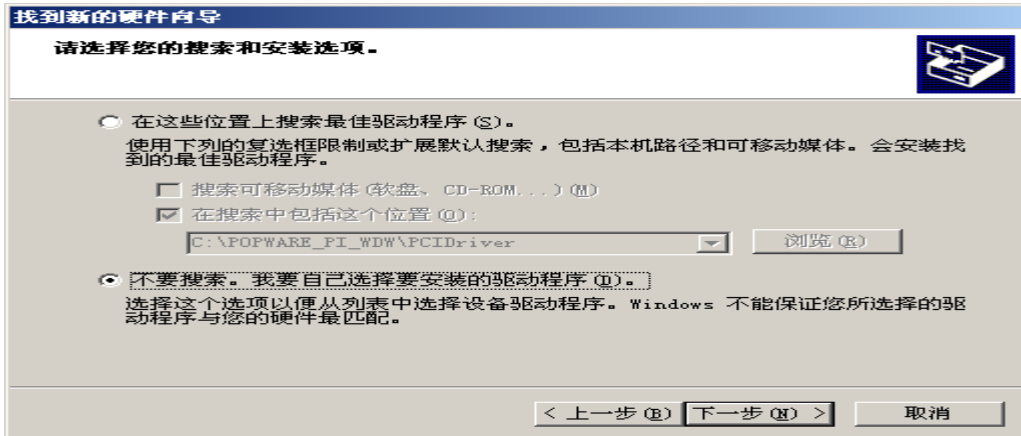 找到新的硬件向导
请选择您的搜索和安装选项。
在这些位置上搜索最佳驱动程序(S)。
使用下列的复选框限制或扩展默认搜索，包括本机路径和可移动媒体。会安装找
到的最佳驱动程序。
搜索可移动媒体(软盘、CD-ROM...)(M)
在搜索中包括这个位置(O):
C:\POPWARE_PI_WDW\PCIDriver
浏览(R)
不要搜索。我要自己选择要安装的驱动程序(D)。
选择这个选项以便从列表中选择设备驱动程序。Windows 不能保证您所选择的驱
动程序与您的硬件最匹配。
< 上一步(B) 下一步(N) > 取消